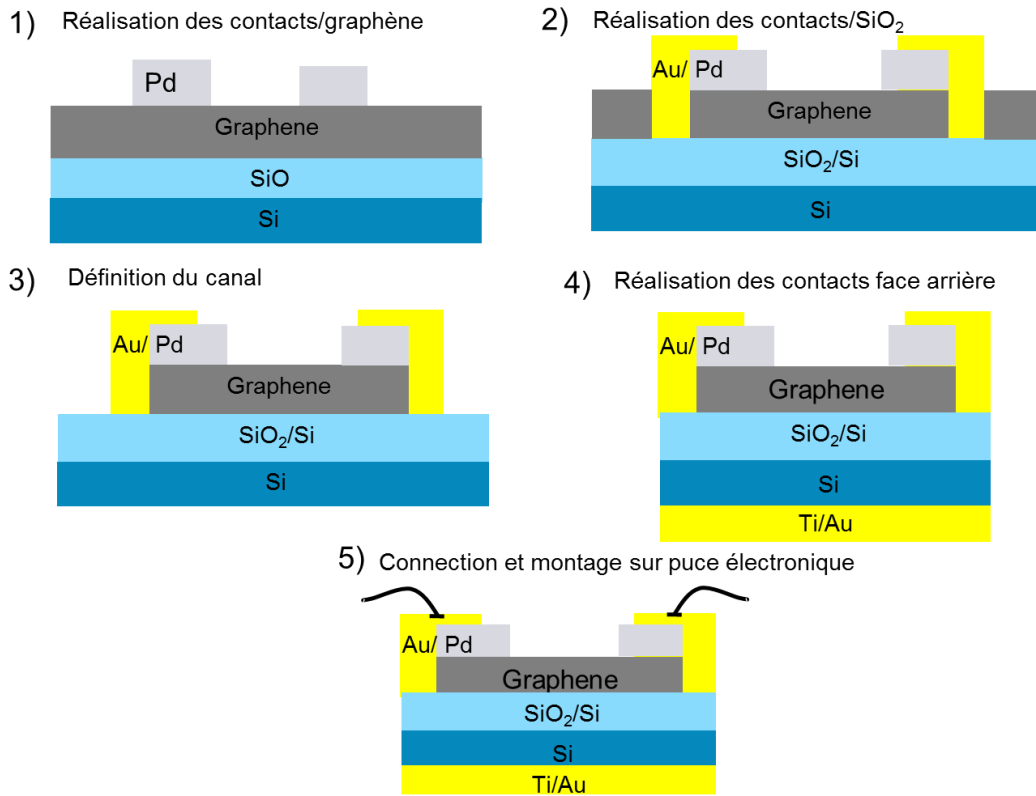 1) Réalisation des contacts/graphène
Pd
Graphene
SiO
Si
2) Réalisation des contacts/SiO₂
Au/ Pd
Graphene
SiO₂/Si
Si
3) Définition du canal
Au/ Pd
Graphene
SiO₂/Si
Si
4) Réalisation des contacts face arrière
Au/ Pd
Graphene
SiO₂/Si
Si
Ti/Au
5) Connection et montage sur puce électronique
Au/ Pd
Graphene
SiO₂/Si
Si
Ti/Au